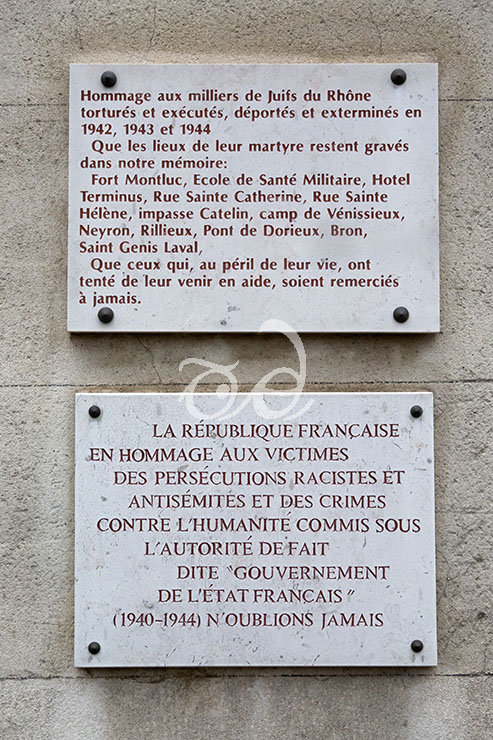 Hommage aux milliers de Juifs du Rhône
torturés et exécutés, déportés et exterminés en
1942, 1943 et 1944
Que les lieux de leur martyre restent gravés
dans notre mémoire:
Fort Montluc, Ecole de Santé Militaire, Hotel
Terminus, Rue Sainte Catherine, Rue Sainte
Hélène, impasse Catelin, camp de Vénissieux,
Neyron, Rillieux, Pont de Dorieux, Bron,
Saint Genis Laval,
Que ceux qui, au péril de leur vie, ont
tenté de leur venir en aide, soient remerciés
à jamais.
LA RÉPUBLIQUE FRANÇAISE
EN HOMMAGE AUX VICTIMES
DES PERSÉCUTIONS RACISTES ET
ANTISÉMITES ET DES CRIMES
CONTRE L'HUMANITÉ COMMIS SOUS
L'AUTORITÉ DE FAIT
DITE "GOUVERNEMENT
DE L'ÉTAT FRANÇAIS"
(1940-1944) N'OUBLIONS JAMAIS